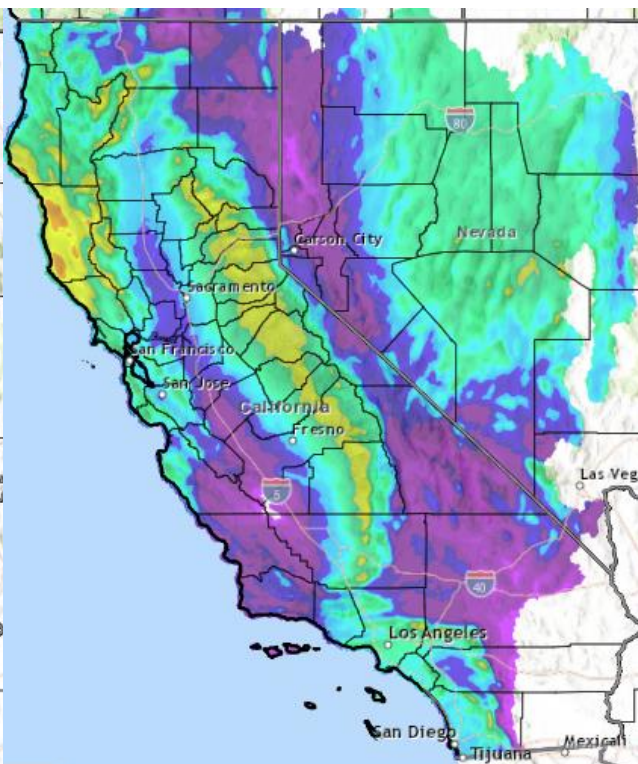 80
Nevada
Carson City
Sacramento
San Francisco
San Jose
California
Fresno
5
Las Veg
40
Los Angeles
San Diego
Mexicali
Tijuana